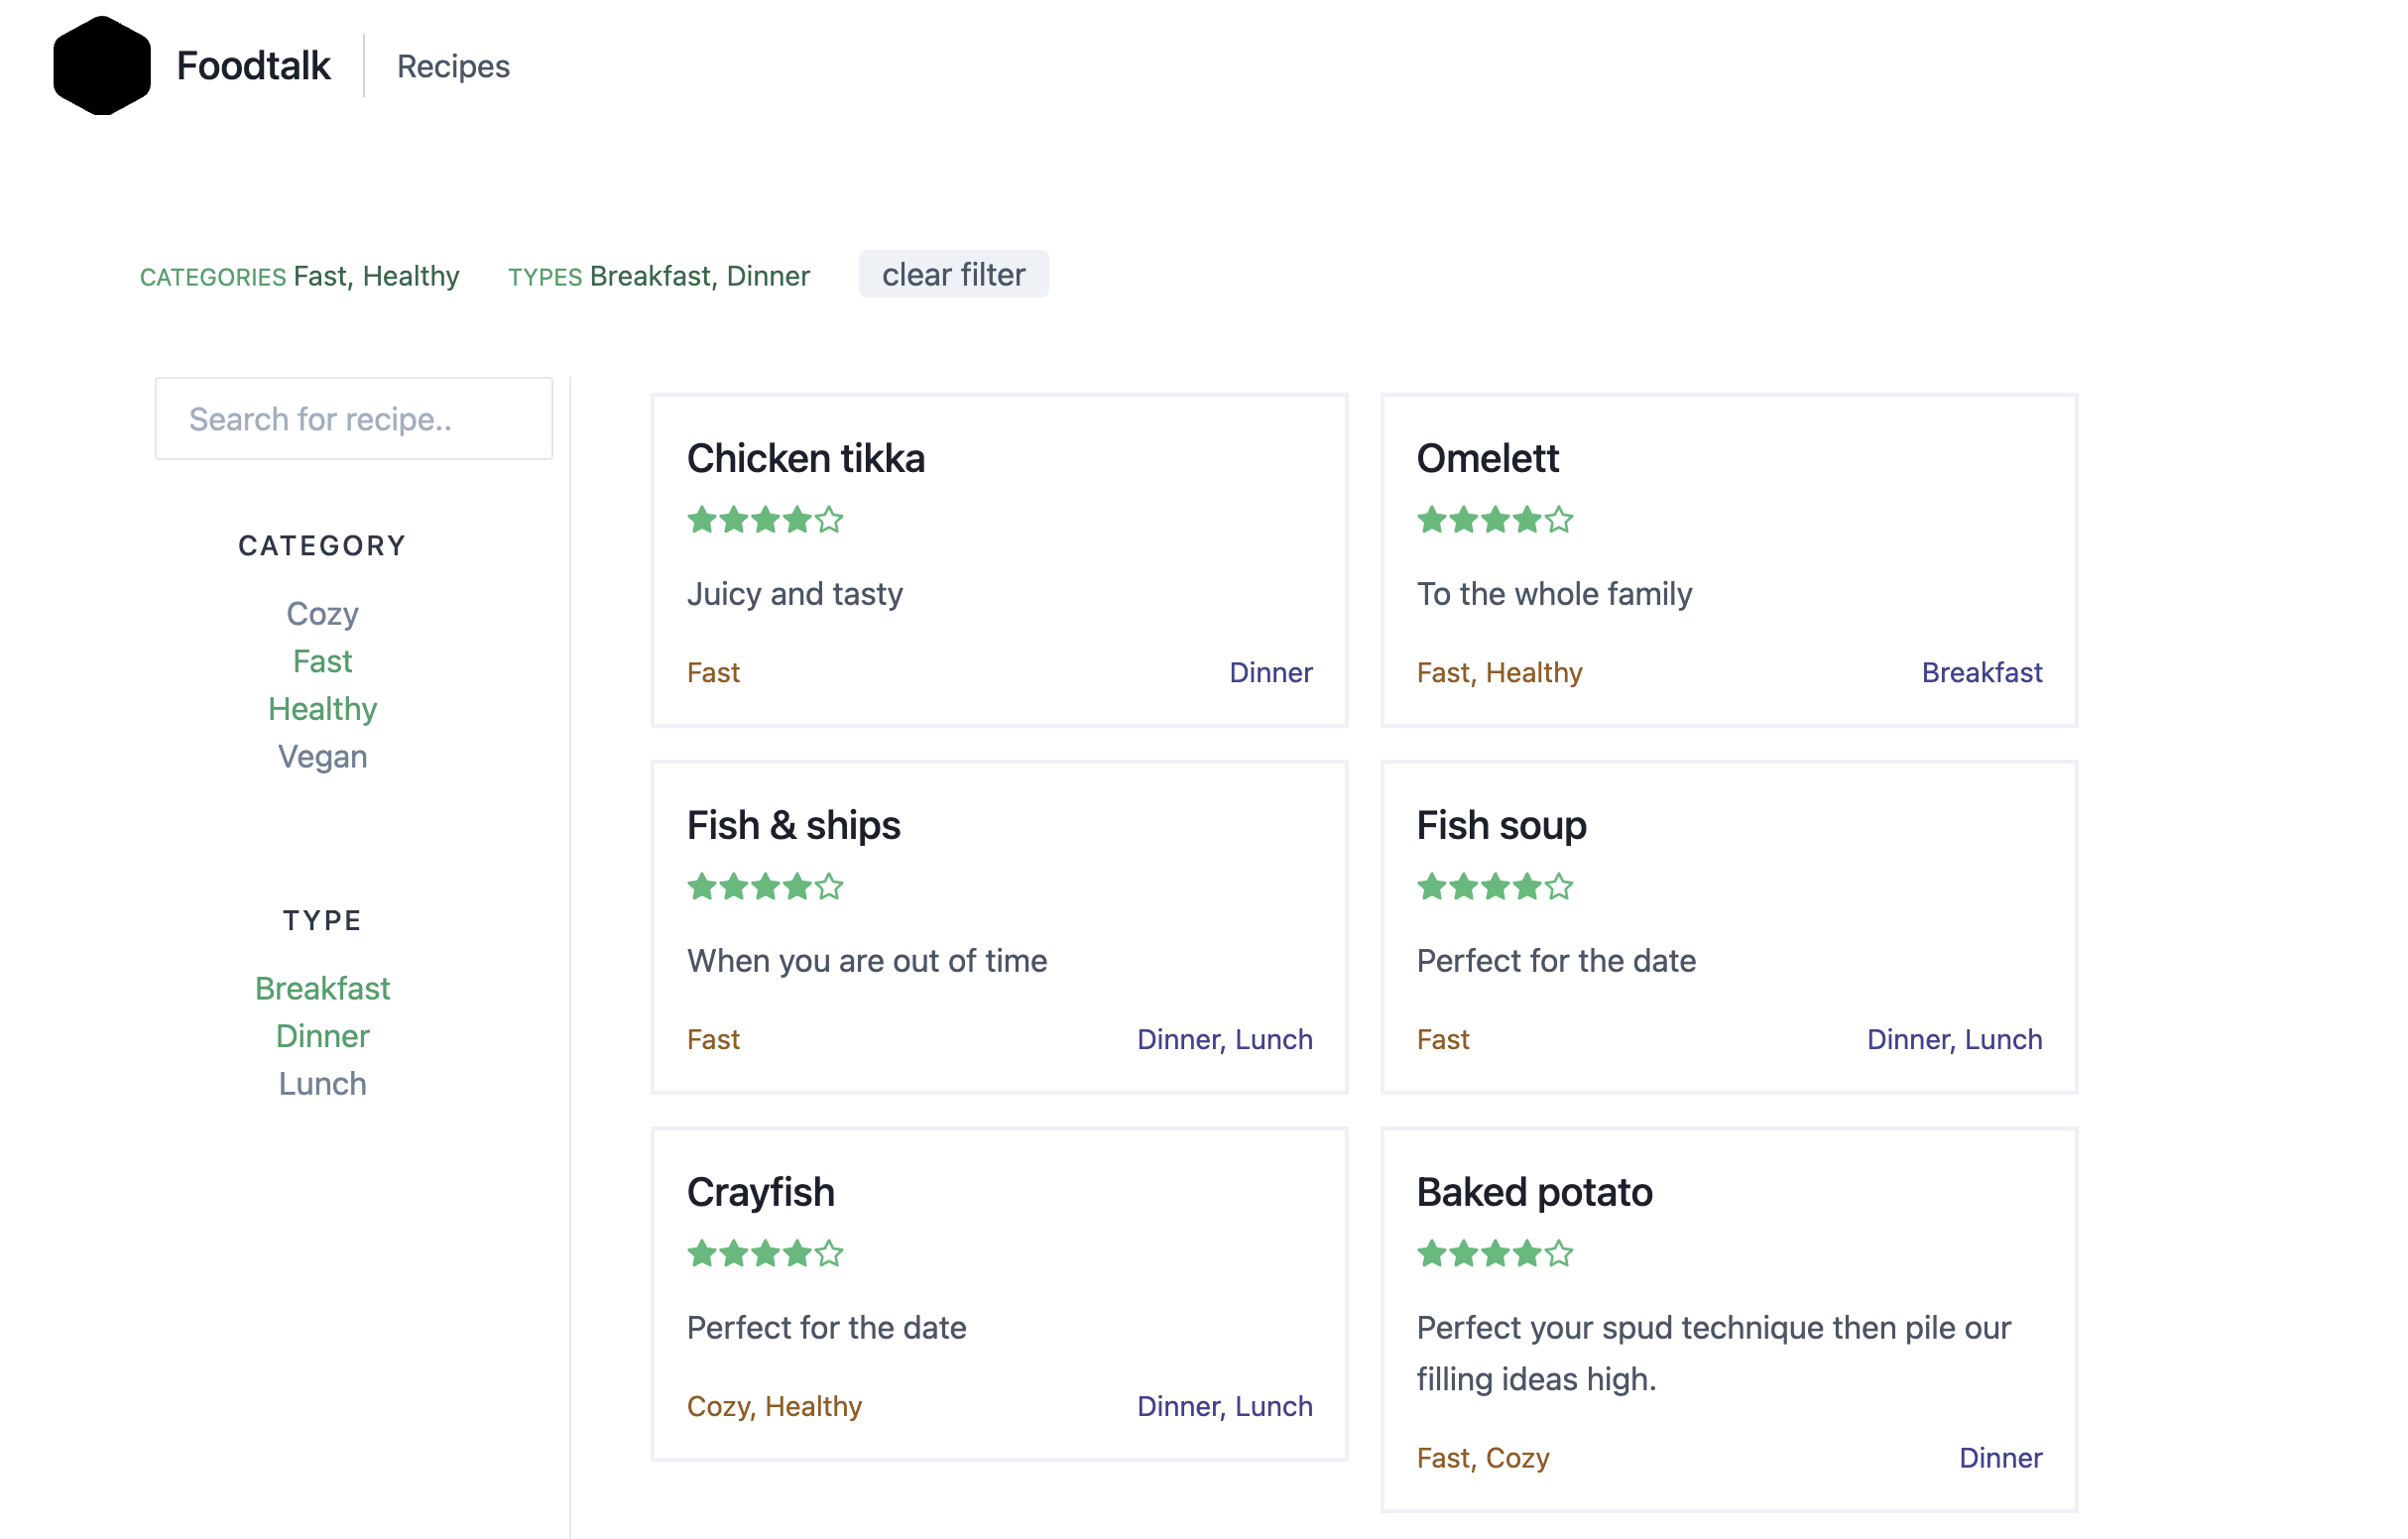 Foodtalk
Recipes
CATEGORIES Fast, Healthy TYPES Breakfast, Dinner clear filter
Search for recipe..
CATEGORY
Cozy
Fast
Healthy
Vegan
TYPE
Breakfast
Dinner
Lunch
Chicken tikka
Juicy and tasty
Fast Dinner
Omelett
To the whole family
Fast, Healthy Breakfast
Fish & ships
When you are out of time
Fast Dinner, Lunch
Fish soup
Perfect for the date
Fast Dinner, Lunch
Crayfish
Perfect for the date
Cozy, Healthy Dinner, Lunch
Baked potato
Perfect your spud technique then pile our
filling ideas high.
Fast, Cozy Dinner